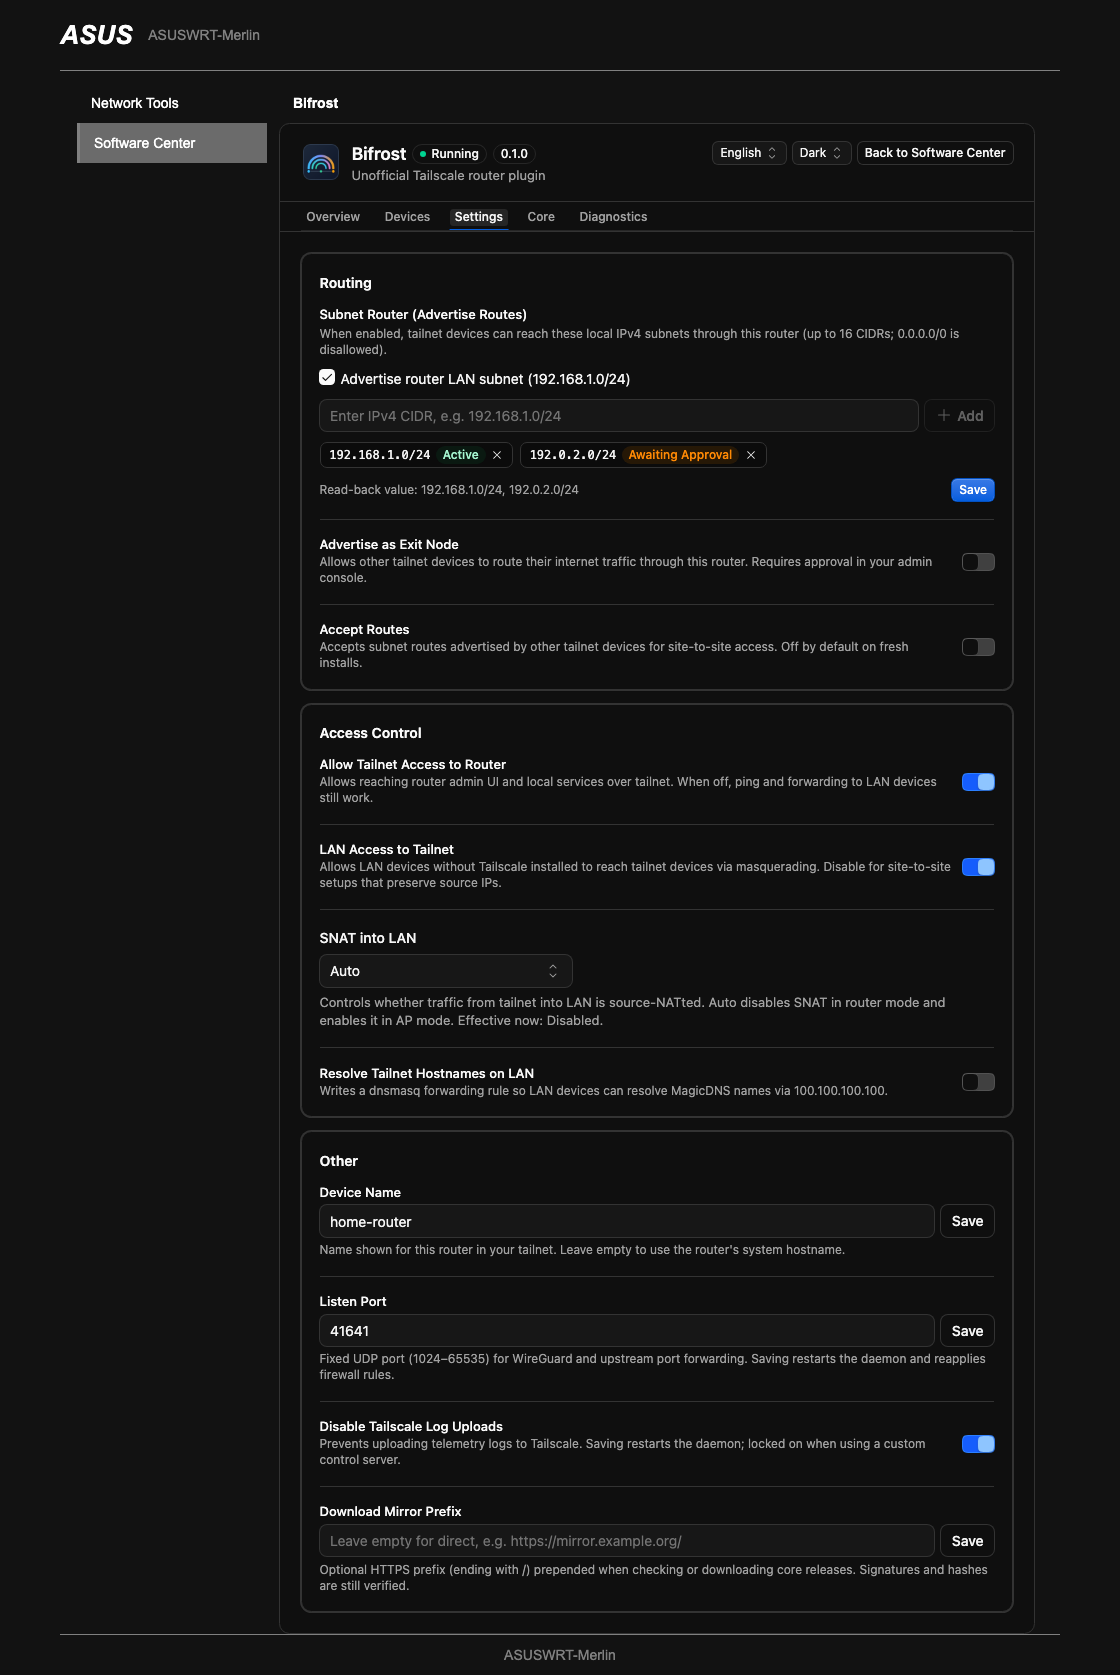 ASUS ASUSWRT-Merlin
Network Tools
Software Center
Bifrost
Bifrost Running 0.1.0
Unofficial Tailscale router plugin
English Dark Back to Software Center
Overview Devices Settings Core Diagnostics
Routing
Subnet Router (Advertise Routes)
When enabled, tailnet devices can reach these local IPv4 subnets through this router (up to 16 CIDRs; 0.0.0.0/0 is
disallowed).
Advertise router LAN subnet (192.168.1.0/24)
Enter IPv4 CIDR, e.g. 192.168.1.0/24 Add
192.168.1.0/24 Active 192.0.2.0/24 Awaiting Approval
Read-back value: 192.168.1.0/24, 192.0.2.0/24 Save
Advertise as Exit Node
Allows other tailnet devices to route their internet traffic through this router. Requires approval in your admin
console.
Accept Routes
Accepts subnet routes advertised by other tailnet devices for site-to-site access. Off by default on fresh
installs.
Access Control
Allow Tailnet Access to Router
Allows reaching router admin UI and local services over tailnet. When off, ping and forwarding to LAN devices
still work.
LAN Access to Tailnet
Allows LAN devices without Tailscale installed to reach tailnet devices via masquerading. Disable for site-to-site
setups that preserve source IPs.
SNAT into LAN
Auto
Controls whether traffic from tailnet into LAN is source-NATted. Auto disables SNAT in router mode and
enables it in AP mode. Effective now: Disabled.
Resolve Tailnet Hostnames on LAN
Writes a dnsmasq forwarding rule so LAN devices can resolve MagicDNS names via 100.100.100.100.
Other
Device Name
home-router Save
Name shown for this router in your tailnet. Leave empty to use the router's system hostname.
Listen Port
41641 Save
Fixed UDP port (1024–65535) for WireGuard and upstream port forwarding. Saving restarts the daemon and reapplies
firewall rules.
Disable Tailscale Log Uploads
Prevents uploading telemetry logs to Tailscale. Saving restarts the daemon; locked on when using a custom
control server.
Download Mirror Prefix
Leave empty for direct, e.g. https://mirror.example.org/ Save
Optional HTTPS prefix (ending with /) prepended when checking or downloading core releases. Signatures and hashes
are still verified.
ASUSWRT-Merlin